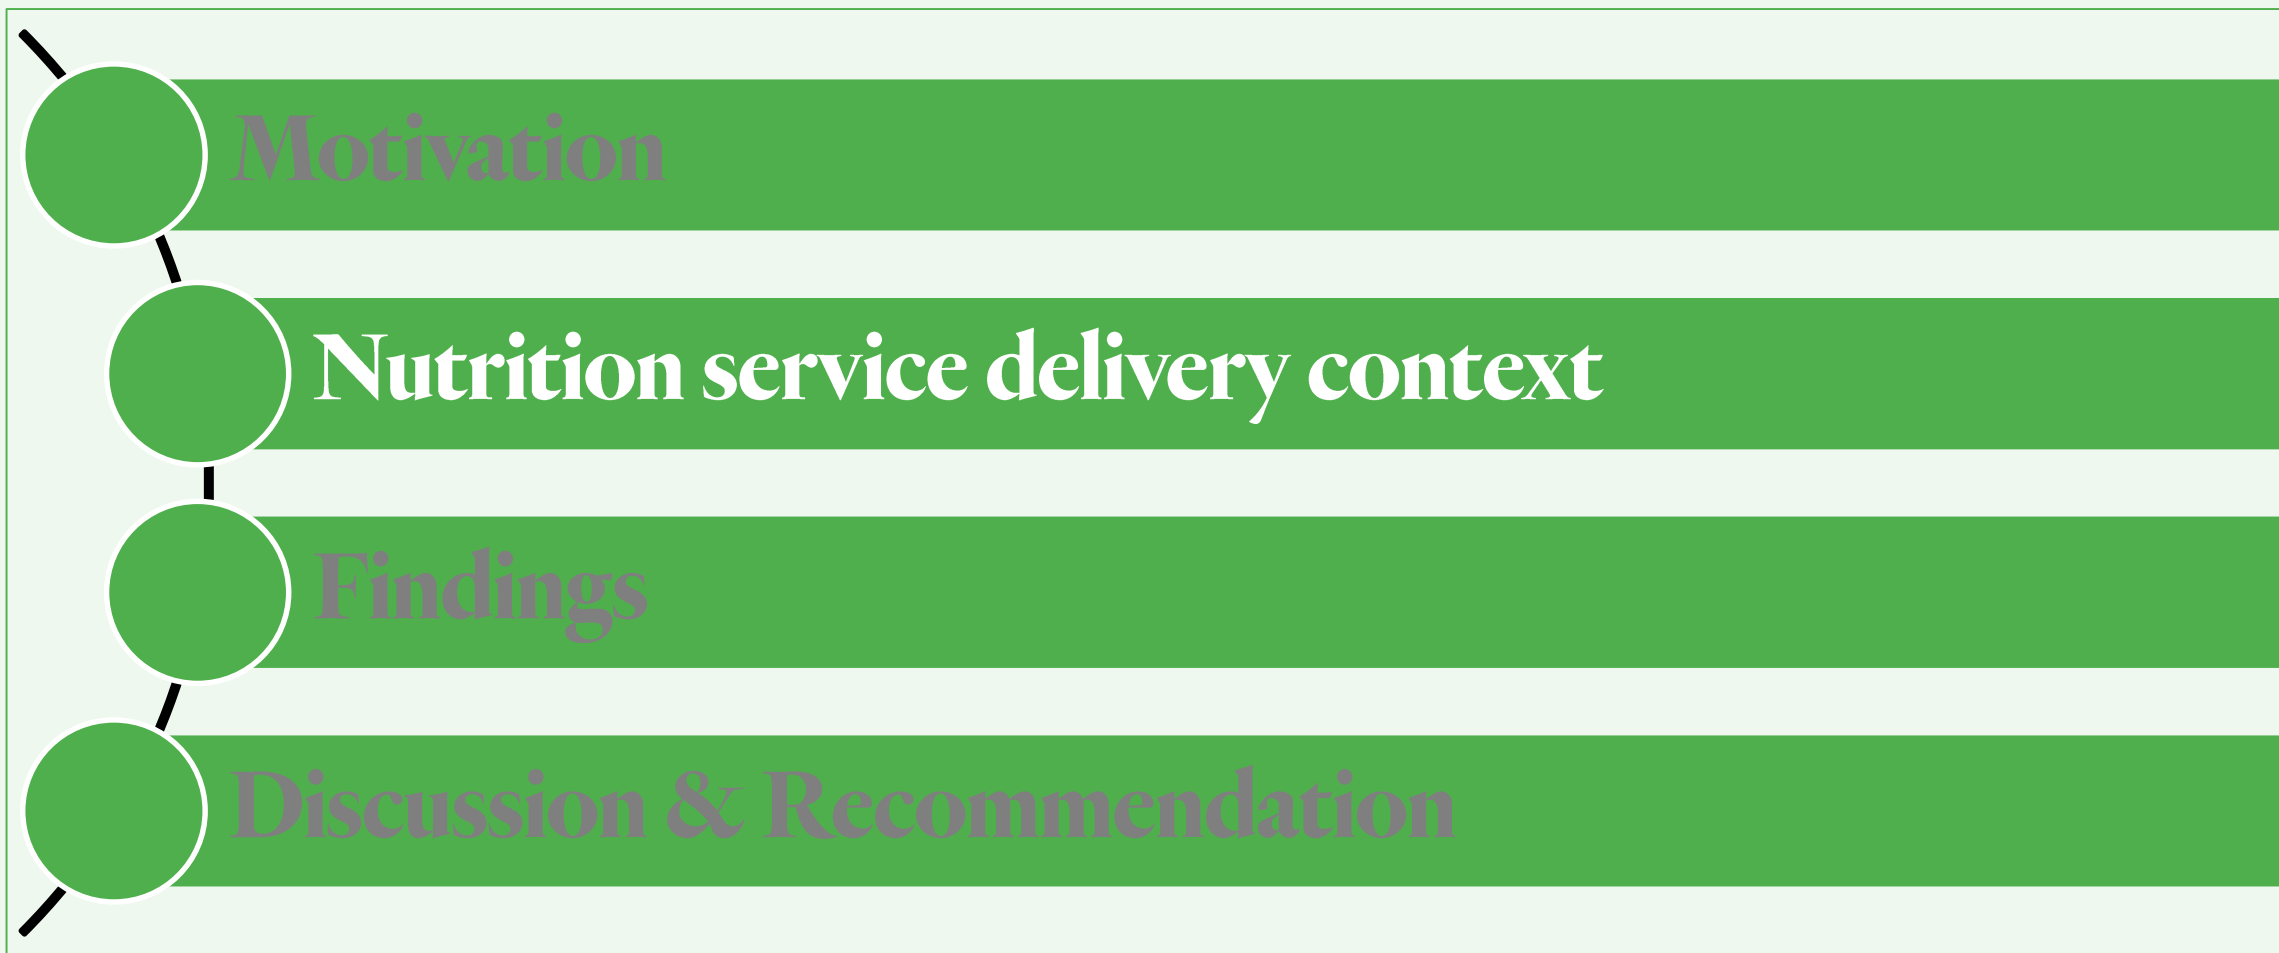 Motivation
Nutrition service delivery context
Findings
Discussion & Recommendation